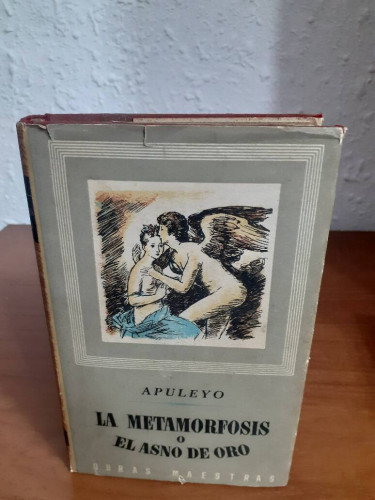 APULEYO
LA METAMORFOSIS
O
EL ASNO DE ORO
OBRAS MAESTRAS